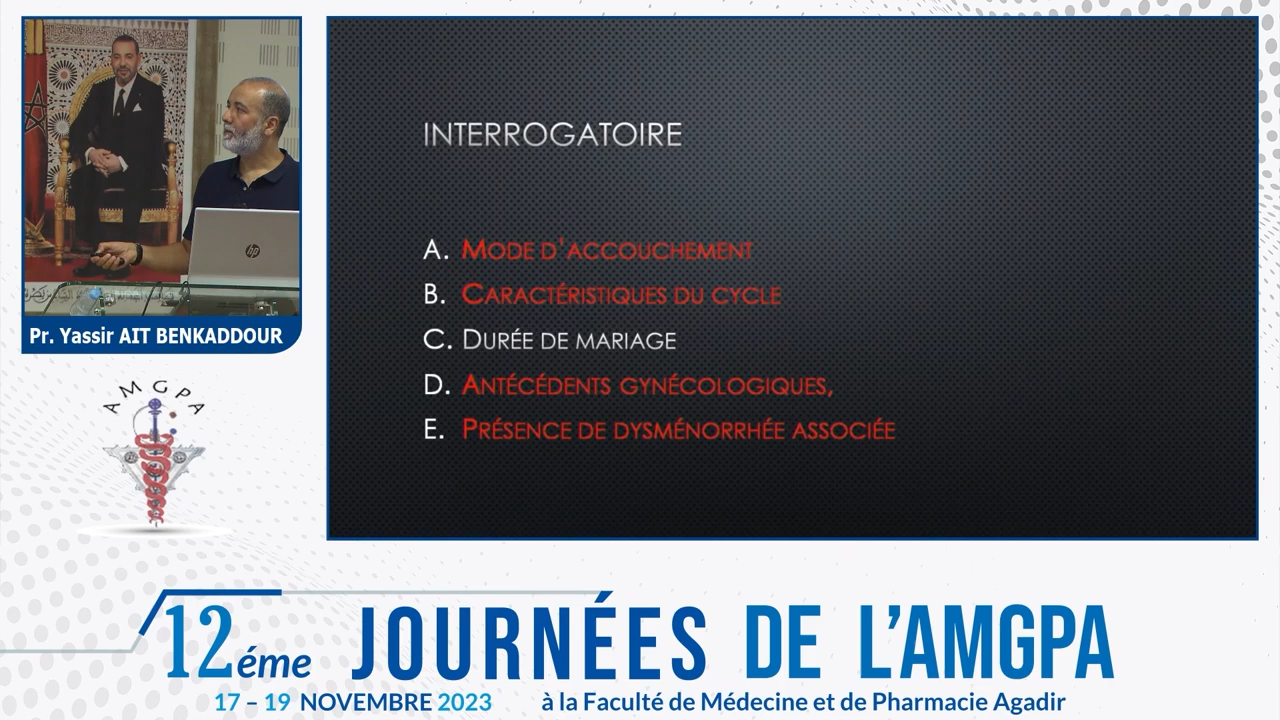 Pr. Yassir AIT BENKADDOUR
AMGPA
hp
INTERROGATOIRE
A. MODE D'ACCOUCHEMENT
B. CARACTÉRISTIQUES DU CYCLE
C. DURÉE DE MARIAGE
D. ANTÉCÉDENTS GYNÉCOLOGIQUES,
E. PRÉSENCE DE DYSMÉNORRHÉE ASSOCIÉE
12éme JOURNÉES DE L'AMGPA
17 – 19 NOVEMBRE 2023 à la Faculté de Médecine et de Pharmacie Agadir